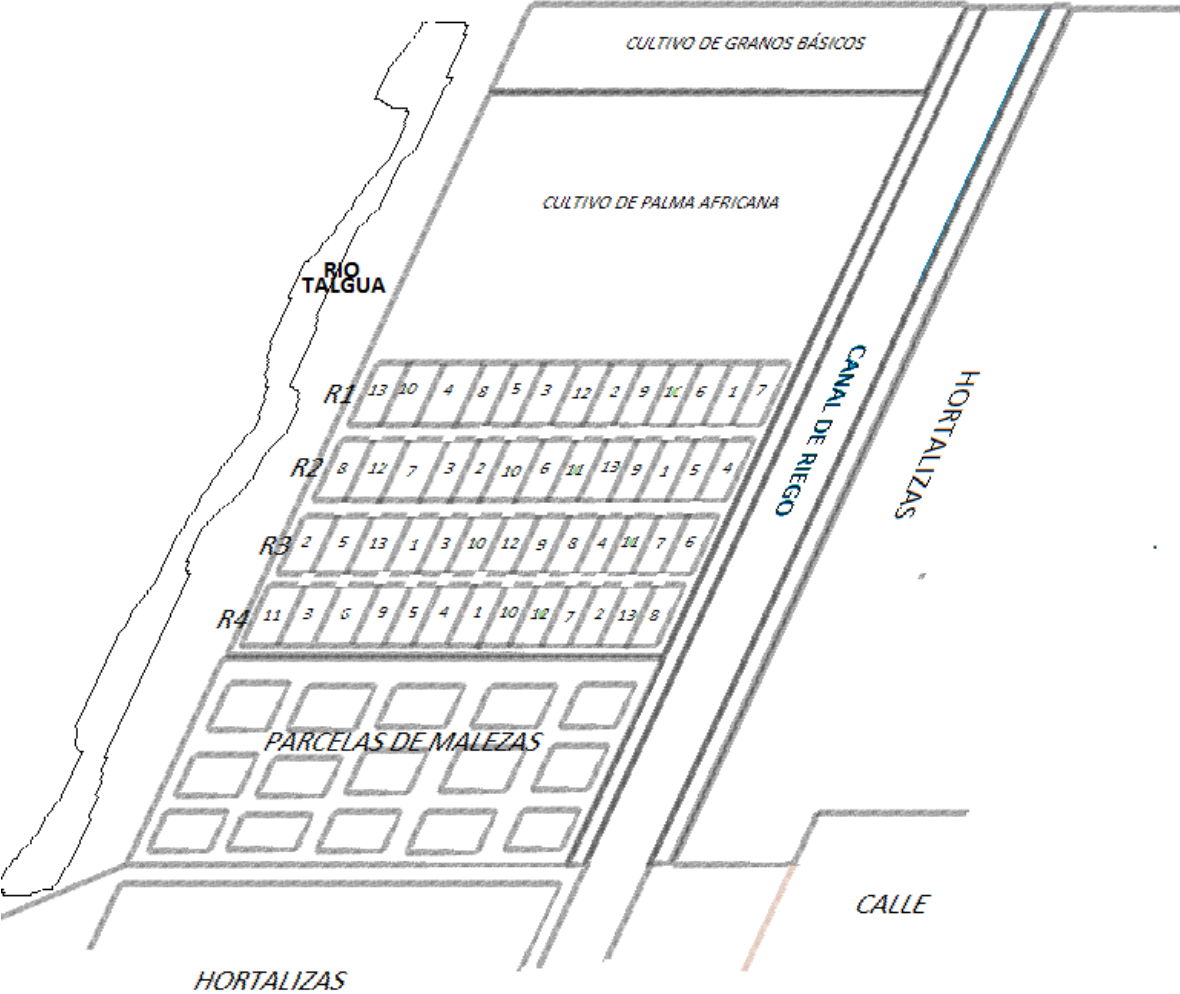 CULTIVO DE GRANOS BÁSICOS
CULTIVO DE PALMA AFRICANA
RIO
TALGUA
R1 13 10 4 8 5 3 12 2 9 6 1 7
R2 8 12 7 3 2 10 6 11 13 9 1 5 4
R3 2 5 13 1 3 10 12 9 8 4 11 7 6
R4 11 3 6 9 5 4 1 10 12 7 2 13 8
CANAL DE RIEGO
HORTALIZAS
PARCELAS DE MALEZAS
CALLE
HORTALIZAS